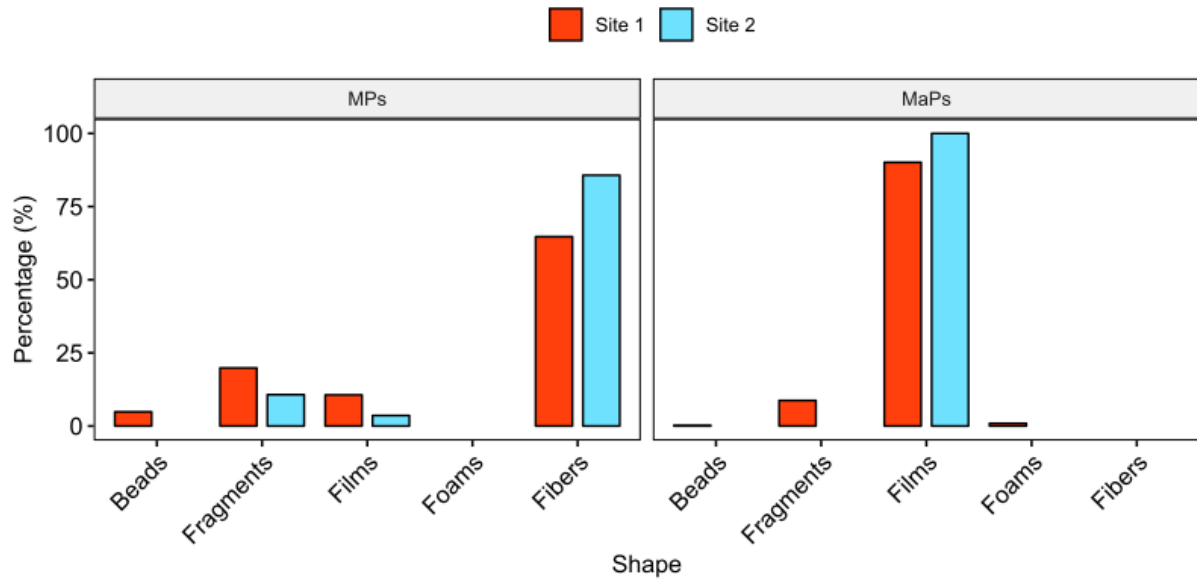 Site 1 Site 2
MPs MaPs
Percentage (%)
100
75
50
25
0
Beads Fragments Films Foams Fibers Beads Fragments Films Foams Fibers
Shape